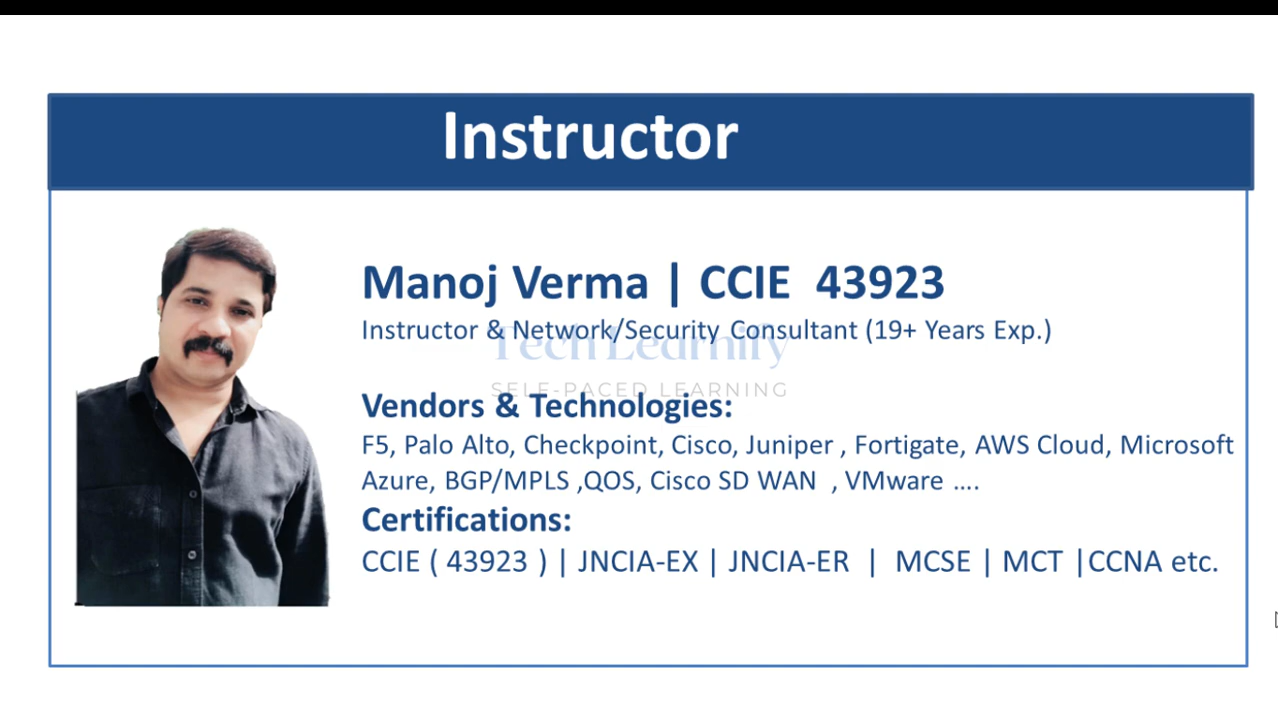 Instructor
Manoj Verma | CCIE 43923
Instructor & Network/Security Consultant (19+ Years Exp.)
Tech Learnify
SELF-PACED LEARNING
Vendors & Technologies:
F5, Palo Alto, Checkpoint, Cisco, Juniper , Fortigate, AWS Cloud, Microsoft
Azure, BGP/MPLS ,QOS, Cisco SD WAN , VMware ....
Certifications:
CCIE ( 43923 ) | JNCIA-EX | JNCIA-ER | MCSE | MCT |CCNA etc.